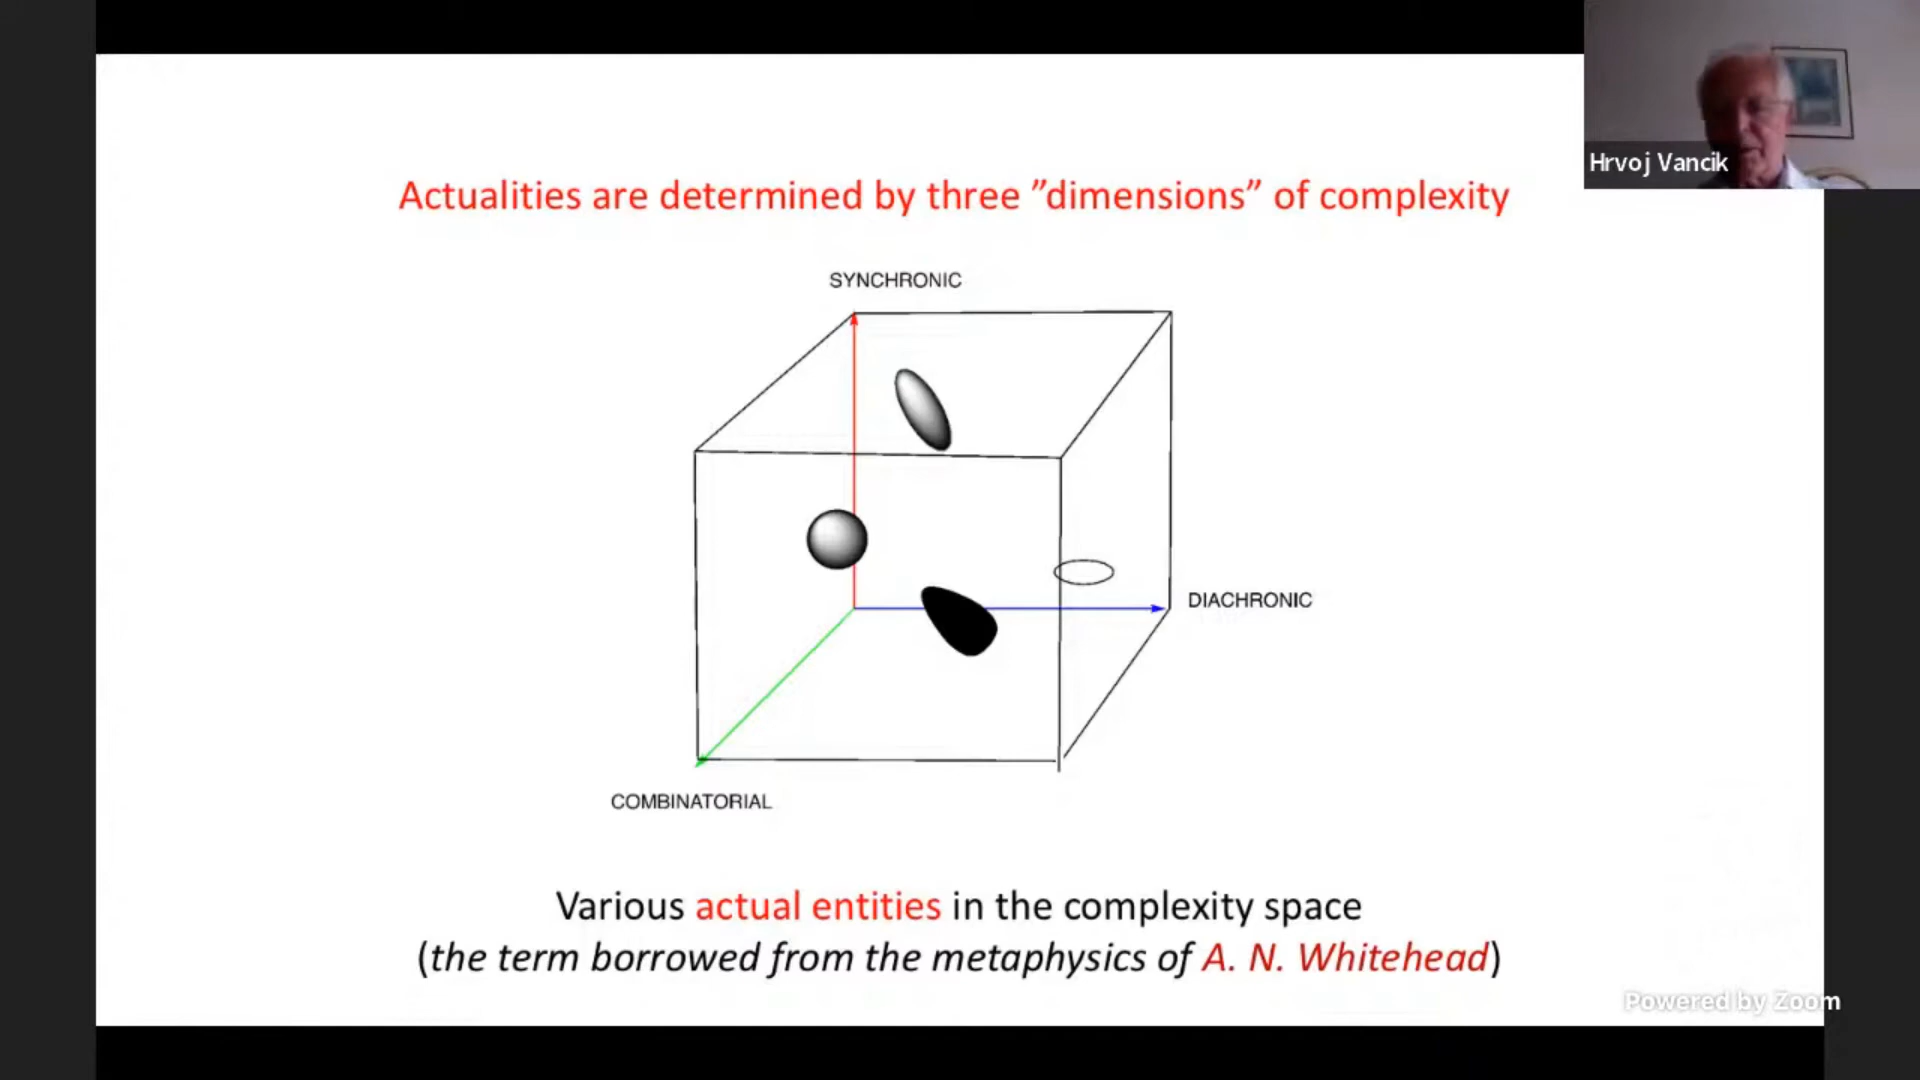 Hrvoj Vancik
Actualities are determined by three ”dimensions” of complexity
SYNCHRONIC
DIACHRONIC
COMBINATORIAL
Various actual entities in the complexity space
(the term borrowed from the metaphysics of A. N. Whitehead)
Powered by Zoom